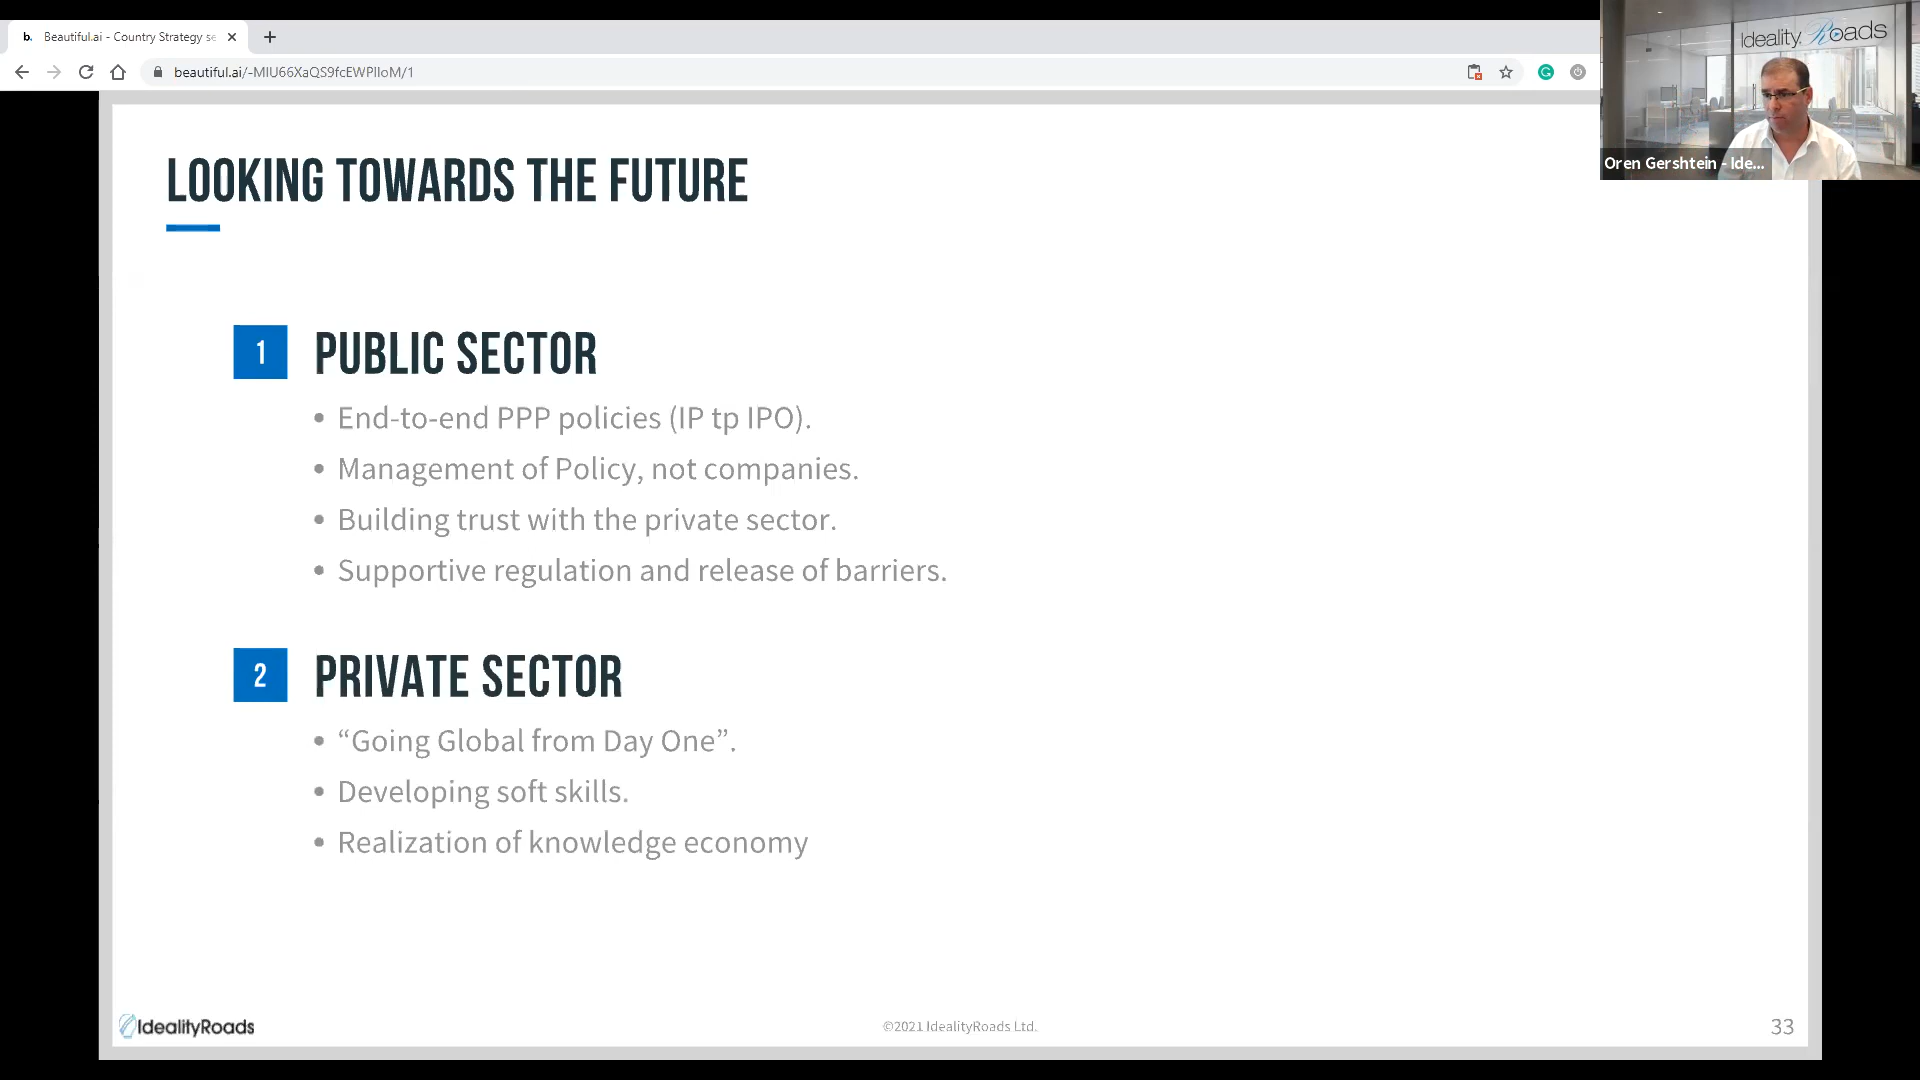 b. Beautiful.ai - Country Strategy se
beautiful.ai/-MIU66XaQS9fcEWPIIoM/1
Ideality Roads
Oren Gershtein - Ide...
LOOKING TOWARDS THE FUTURE
1 PUBLIC SECTOR
• End-to-end PPP policies (IP tp IPO).
• Management of Policy, not companies.
• Building trust with the private sector.
• Supportive regulation and release of barriers.
2 PRIVATE SECTOR
• “Going Global from Day One”.
• Developing soft skills.
• Realization of knowledge economy
IdealityRoads
©2021 IdealityRoads Ltd.
33